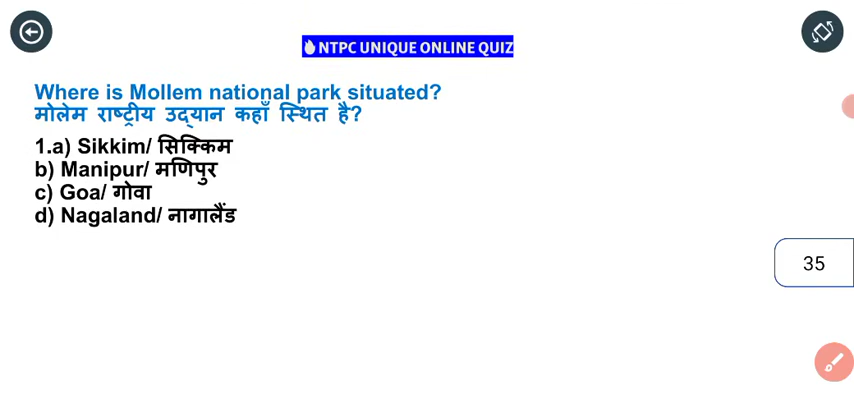 NTPC UNIQUE ONLINE QUIZ
Where is Mollem national park situated?
मोलेम राष्ट्रीय उद्यान कहाँ स्थित है?
1.a) Sikkim/ सिक्किम
b) Manipur/ मणिपुर
c) Goa/ गोवा
d) Nagaland/ नागालैंड
35